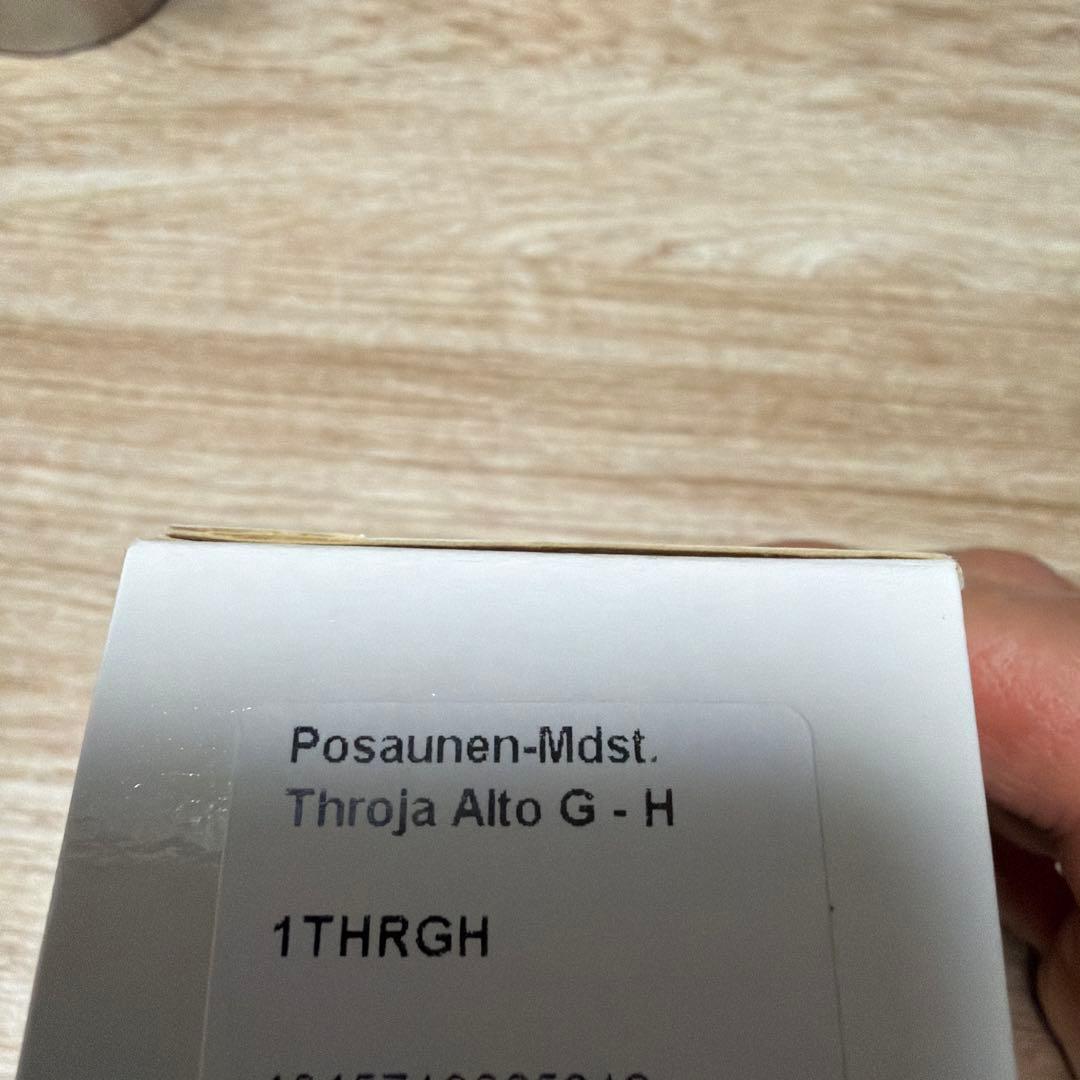 Posaunen-Mdst.
Throja Alto G - H
1THRGH